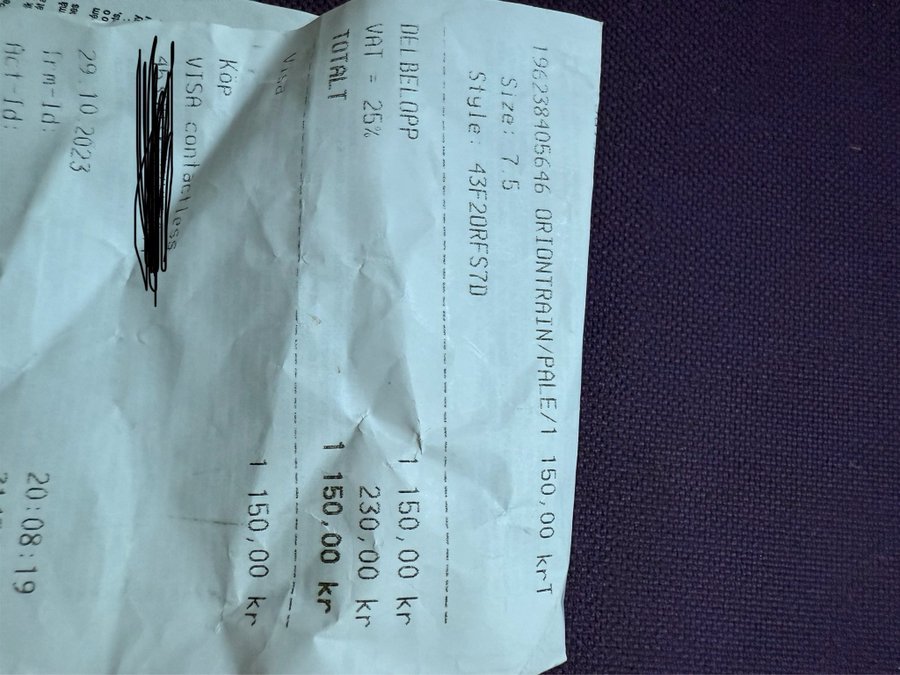 196238405646 ORIONTRAIN/PALE/1 150,00 krT
Size: 7.5
Style: 43F2ORFS7D
DELBELOPP 1 150,00 kr
VAT = 25% 230,00 kr
TOTALT 1 150,00 kr
Visa 1 150,00 kr
Köp
VISA contactless
29.10.2023 20:08:19
Trm-Id:
Act-Id: